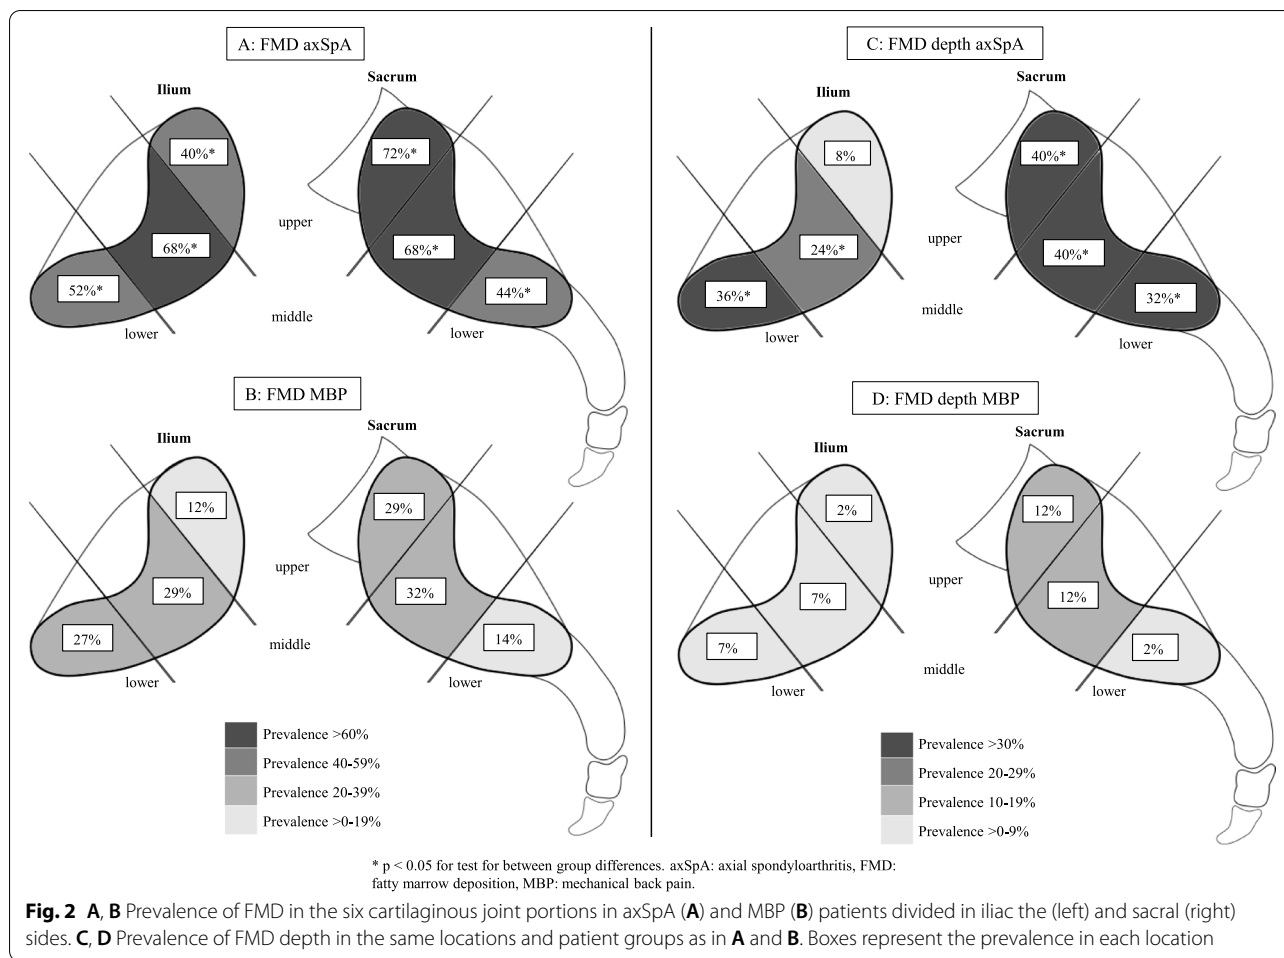 A: FMD axSpA
Ilium
Sacrum
40%*
72%*
upper
68%*
68%*
52%*
44%*
middle
lower
lower
B: FMD MBP
Ilium
Sacrum
12%
29%
upper
29%
32%
27%
14%
middle
lower
lower
Prevalence >60%
Prevalence 40-59%
Prevalence 20-39%
Prevalence >0-19%
C: FMD depth axSpA
Ilium
Sacrum
8%
40%*
upper
24%*
40%*
36%*
32%*
middle
lower
lower
D: FMD depth MBP
Ilium
Sacrum
2%
12%
upper
7%
12%
7%
2%
middle
lower
lower
Prevalence >30%
Prevalence 20-29%
Prevalence 10-19%
Prevalence >0-9%
* p < 0.05 for test for between group differences. axSpA: axial spondyloarthritis, FMD:
fatty marrow deposition, MBP: mechanical back pain.
Fig. 2 A, B Prevalence of FMD in the six cartilaginous joint portions in axSpA (A) and MBP (B) patients divided in iliac the (left) and sacral (right)
sides. C, D Prevalence of FMD depth in the same locations and patient groups as in A and B. Boxes represent the prevalence in each location